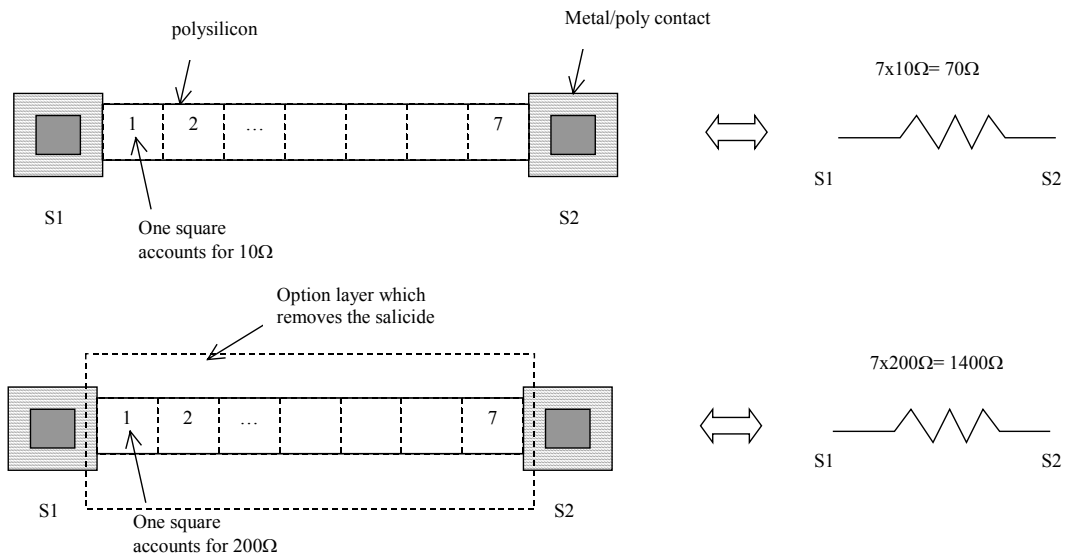 polysilicon
Metal/poly contact
7x10Ω= 70Ω
1 2 … 7
S1 S2
S1 S2
One square
accounts for 10Ω
Option layer which
removes the salicide
7x200Ω= 1400Ω
1 2 … 7
S1 S2
S1 S2
One square
accounts for 200Ω